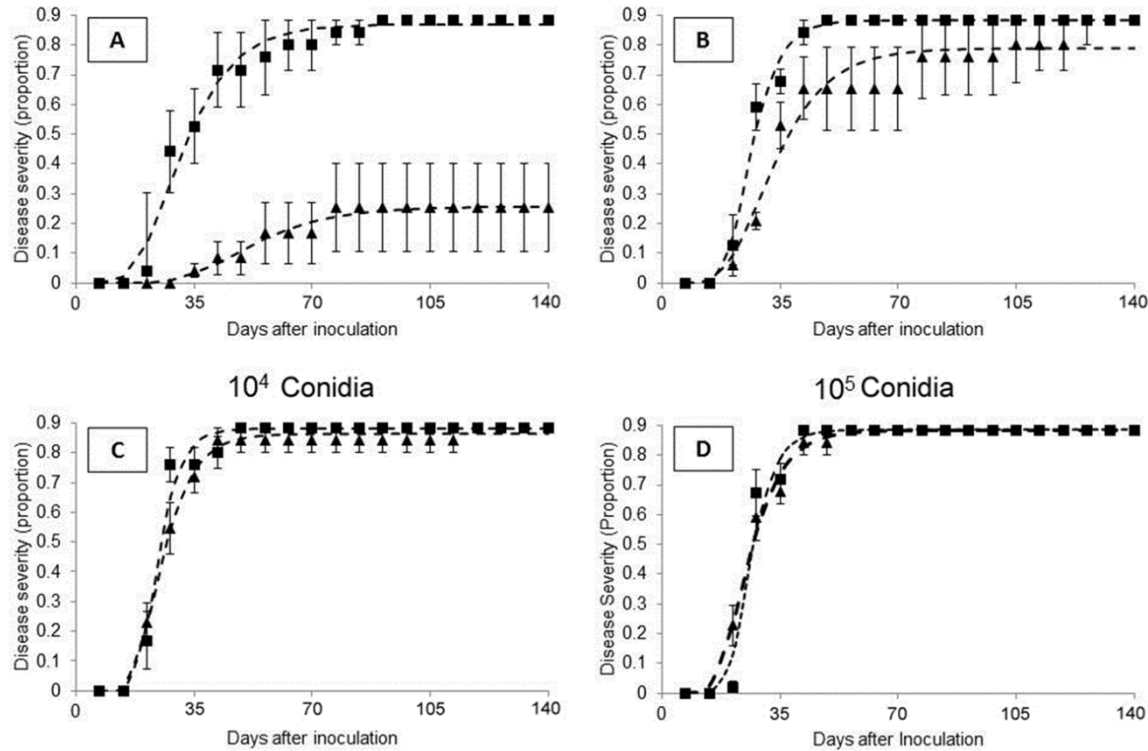 A
Disease severity (proportion)
0.9
0.8
0.7
0.6
0.5
0.4
0.3
0.2
0.1
0
0 35 70 105 140
Days after inoculation
B
Disease severity (proportion)
0.9
0.8
0.7
0.6
0.5
0.4
0.3
0.2
0.1
0
0 35 70 105 140
Days after inoculation
10⁴ Conidia
C
Disease severity (proportion)
0.9
0.8
0.7
0.6
0.5
0.4
0.3
0.2
0.1
0
0 35 70 105 140
Days after inoculation
10⁵ Conidia
D
Disease Severity (Proportion)
0.9
0.8
0.7
0.6
0.5
0.4
0.3
0.2
0.1
0
0 35 70 105 140
Days after Inoculation